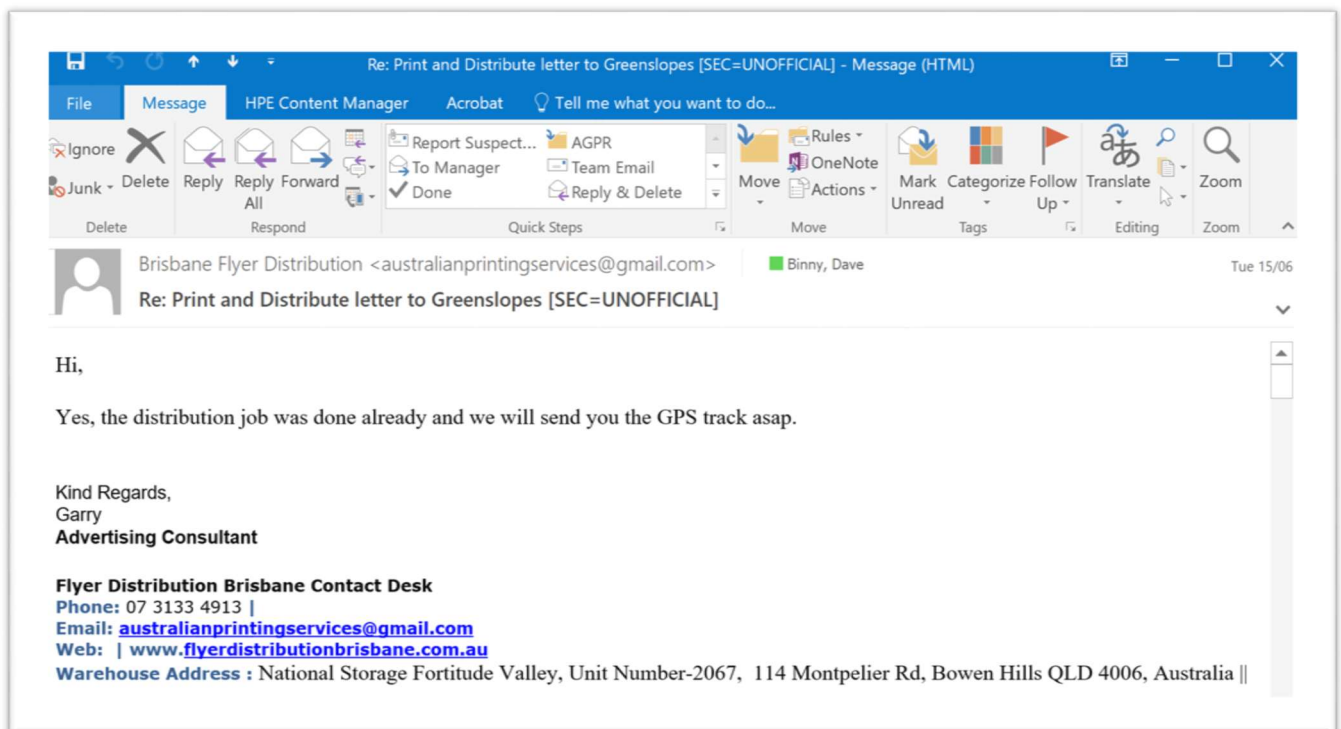 Re: Print and Distribute letter to Greenslopes [SEC=UNOFFICIAL] - Message (HTML)
File Message HPE Content Manager Acrobat Tell me what you want to do...
Ignore
Junk
Delete
Reply
Reply All
Forward
Report Suspect...
To Manager
Done
AGPR
Team Email
Reply & Delete
Move
Rules
OneNote
Actions
Mark Unread
Categorize
Follow Up
Translate
Zoom
Delete Respond Quick Steps Move Tags Editing Zoom
Brisbane Flyer Distribution <australianprintingservices@gmail.com> Binny, Dave Tue 15/06
Re: Print and Distribute letter to Greenslopes [SEC=UNOFFICIAL]
Hi,
Yes, the distribution job was done already and we will send you the GPS track asap.
Kind Regards,
Garry
Advertising Consultant
Flyer Distribution Brisbane Contact Desk
Phone: 07 3133 4913 |
Email: australianprintingservices@gmail.com
Web: | www.flyerdistributionbrisbane.com.au
Warehouse Address : National Storage Fortitude Valley, Unit Number-2067, 114 Montpelier Rd, Bowen Hills QLD 4006, Australia ||